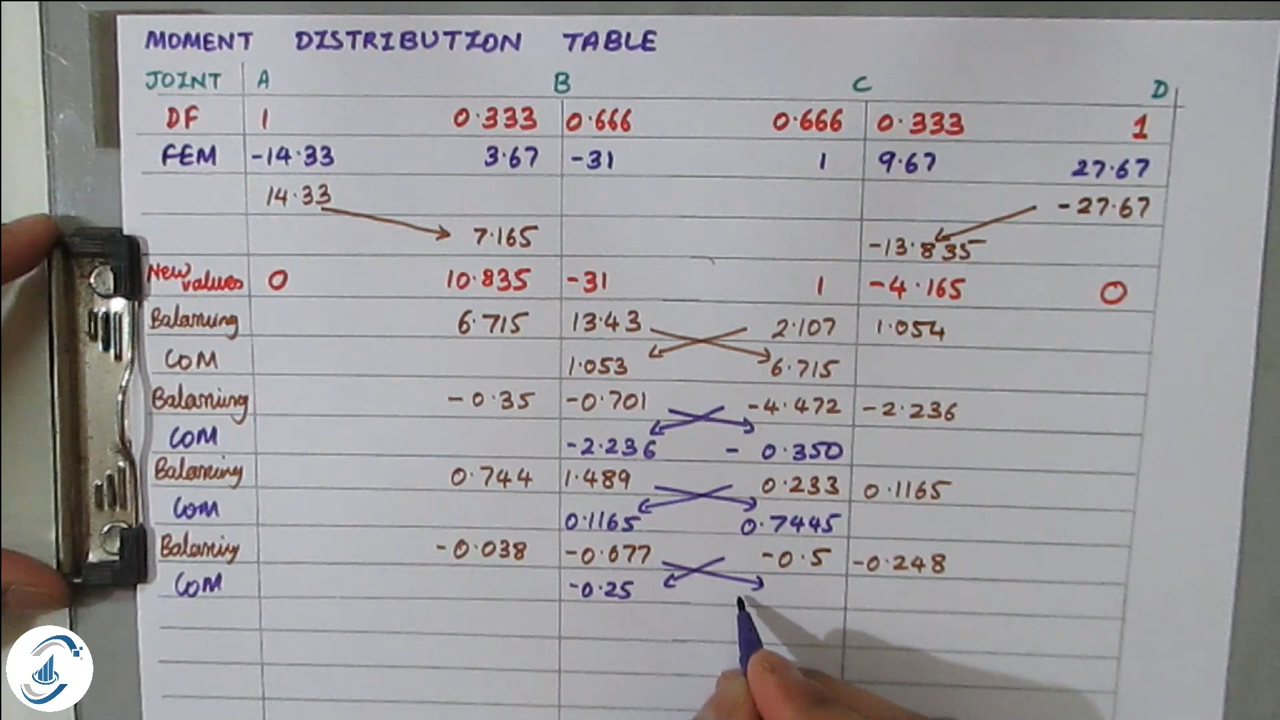 MOMENT DISTRIBUTION TABLE
JOINT A B C D
DF 1 0.333 0.666 0.666 0.333 1
FEM -14.33 3.67 -31 1 9.67 27.67
14.33 -27.67
7.165 -13.835
New values 0 10.835 -31 1 -4.165 0
Balancing 6.715 13.43 2.107 1.054
COM 1.053 6.715
Balancing -0.35 -0.701 -4.472 -2.236
COM -2.236 -0.350
Balancing 0.744 1.489 0.233 0.1165
COM 0.1165 0.7445
Balancing -0.038 -0.077 -0.5 -0.248
COM -0.25